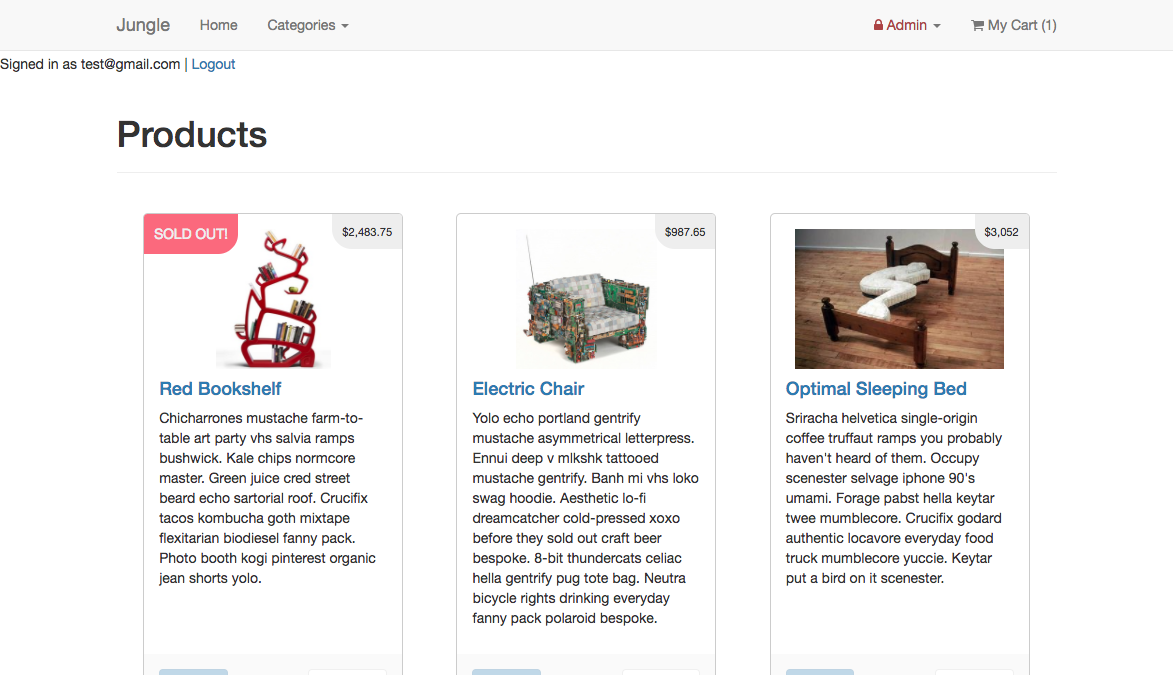 Jungle Home Categories Admin My Cart (1)
Signed in as test@gmail.com | Logout
Products
SOLD OUT!
$2,483.75
Red Bookshelf
Chicharrones mustache farm-to-
table art party vhs salvia ramps
bushwick. Kale chips normcore
master. Green juice cred street
beard echo sartorial roof. Crucifix
tacos kombucha goth mixtape
flexitarian biodiesel fanny pack.
Photo booth kogi pinterest organic
jean shorts yolo.
$987.65
Electric Chair
Yolo echo portland gentrify
mustache asymmetrical letterpress.
Ennui deep v mlkshk tattooed
mustache gentrify. Banh mi vhs loko
swag hoodie. Aesthetic lo-fi
dreamcatcher cold-pressed xoxo
before they sold out craft beer
bespoke. 8-bit thundercats celiac
hella gentrify pug tote bag. Neutra
bicycle rights drinking everyday
fanny pack polaroid bespoke.
$3,052
Optimal Sleeping Bed
Sriracha helvetica single-origin
coffee truffaut ramps you probably
haven't heard of them. Occupy
scenester selvage iphone 90's
umami. Forage pabst hella keytar
twee mumblecore. Crucifix godard
authentic locavore everyday food
truck mumblecore yuccie. Keytar
put a bird on it scenester.